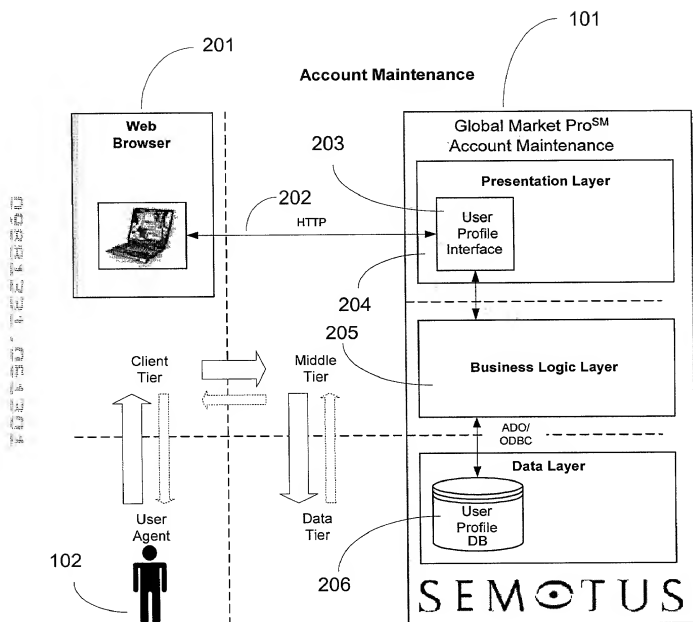 201
101
Account Maintenance
Web
Browser
Global Market Pro℠
Account Maintenance
203
Presentation Layer
202
HTTP
User
Profile
Interface
204
205
Client
Tier
Middle
Tier
Business Logic Layer
ADO/
ODBC
Data Layer
User
Agent
Data
Tier
User
Profile
DB
102
206
SEMOTUS